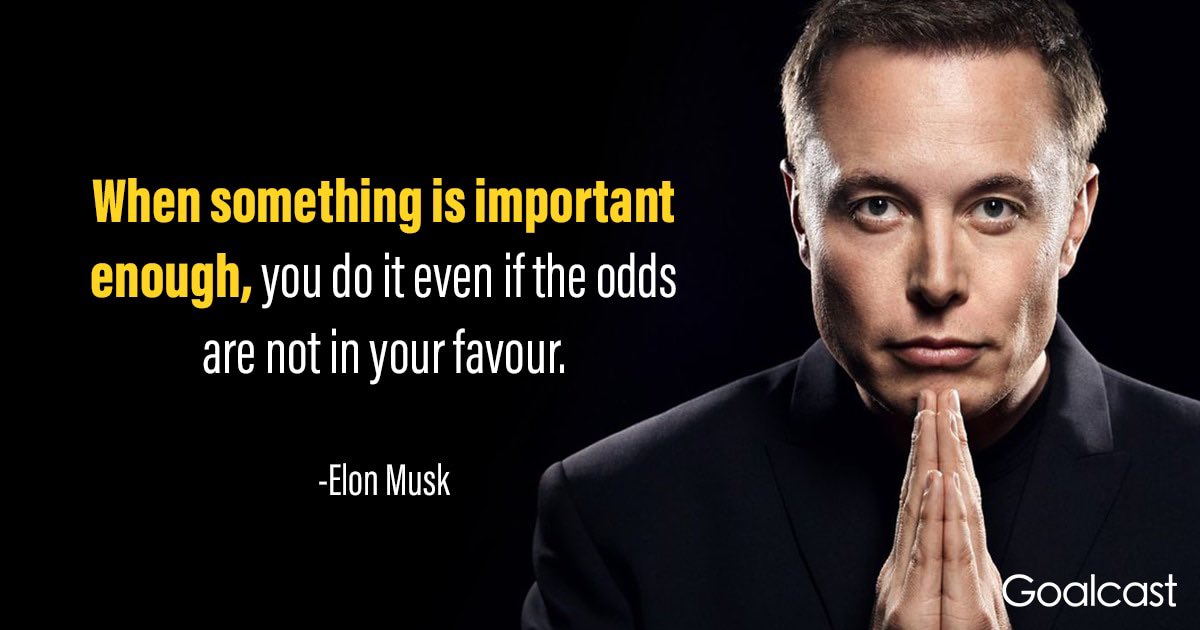 When something is important
enough, you do it even if the odds
are not in your favour.
-Elon Musk
Goalcast